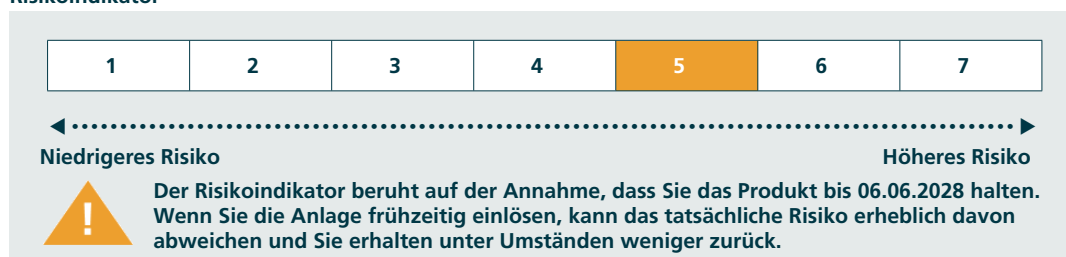 Risikoindikator
1 2 3 4 5 6 7
Niedrigeres Risiko Höheres Risiko
!
Der Risikoindikator beruht auf der Annahme, dass Sie das Produkt bis 06.06.2028 halten.
Wenn Sie die Anlage frühzeitig einlösen, kann das tatsächliche Risiko erheblich davon
abweichen und Sie erhalten unter Umständen weniger zurück.